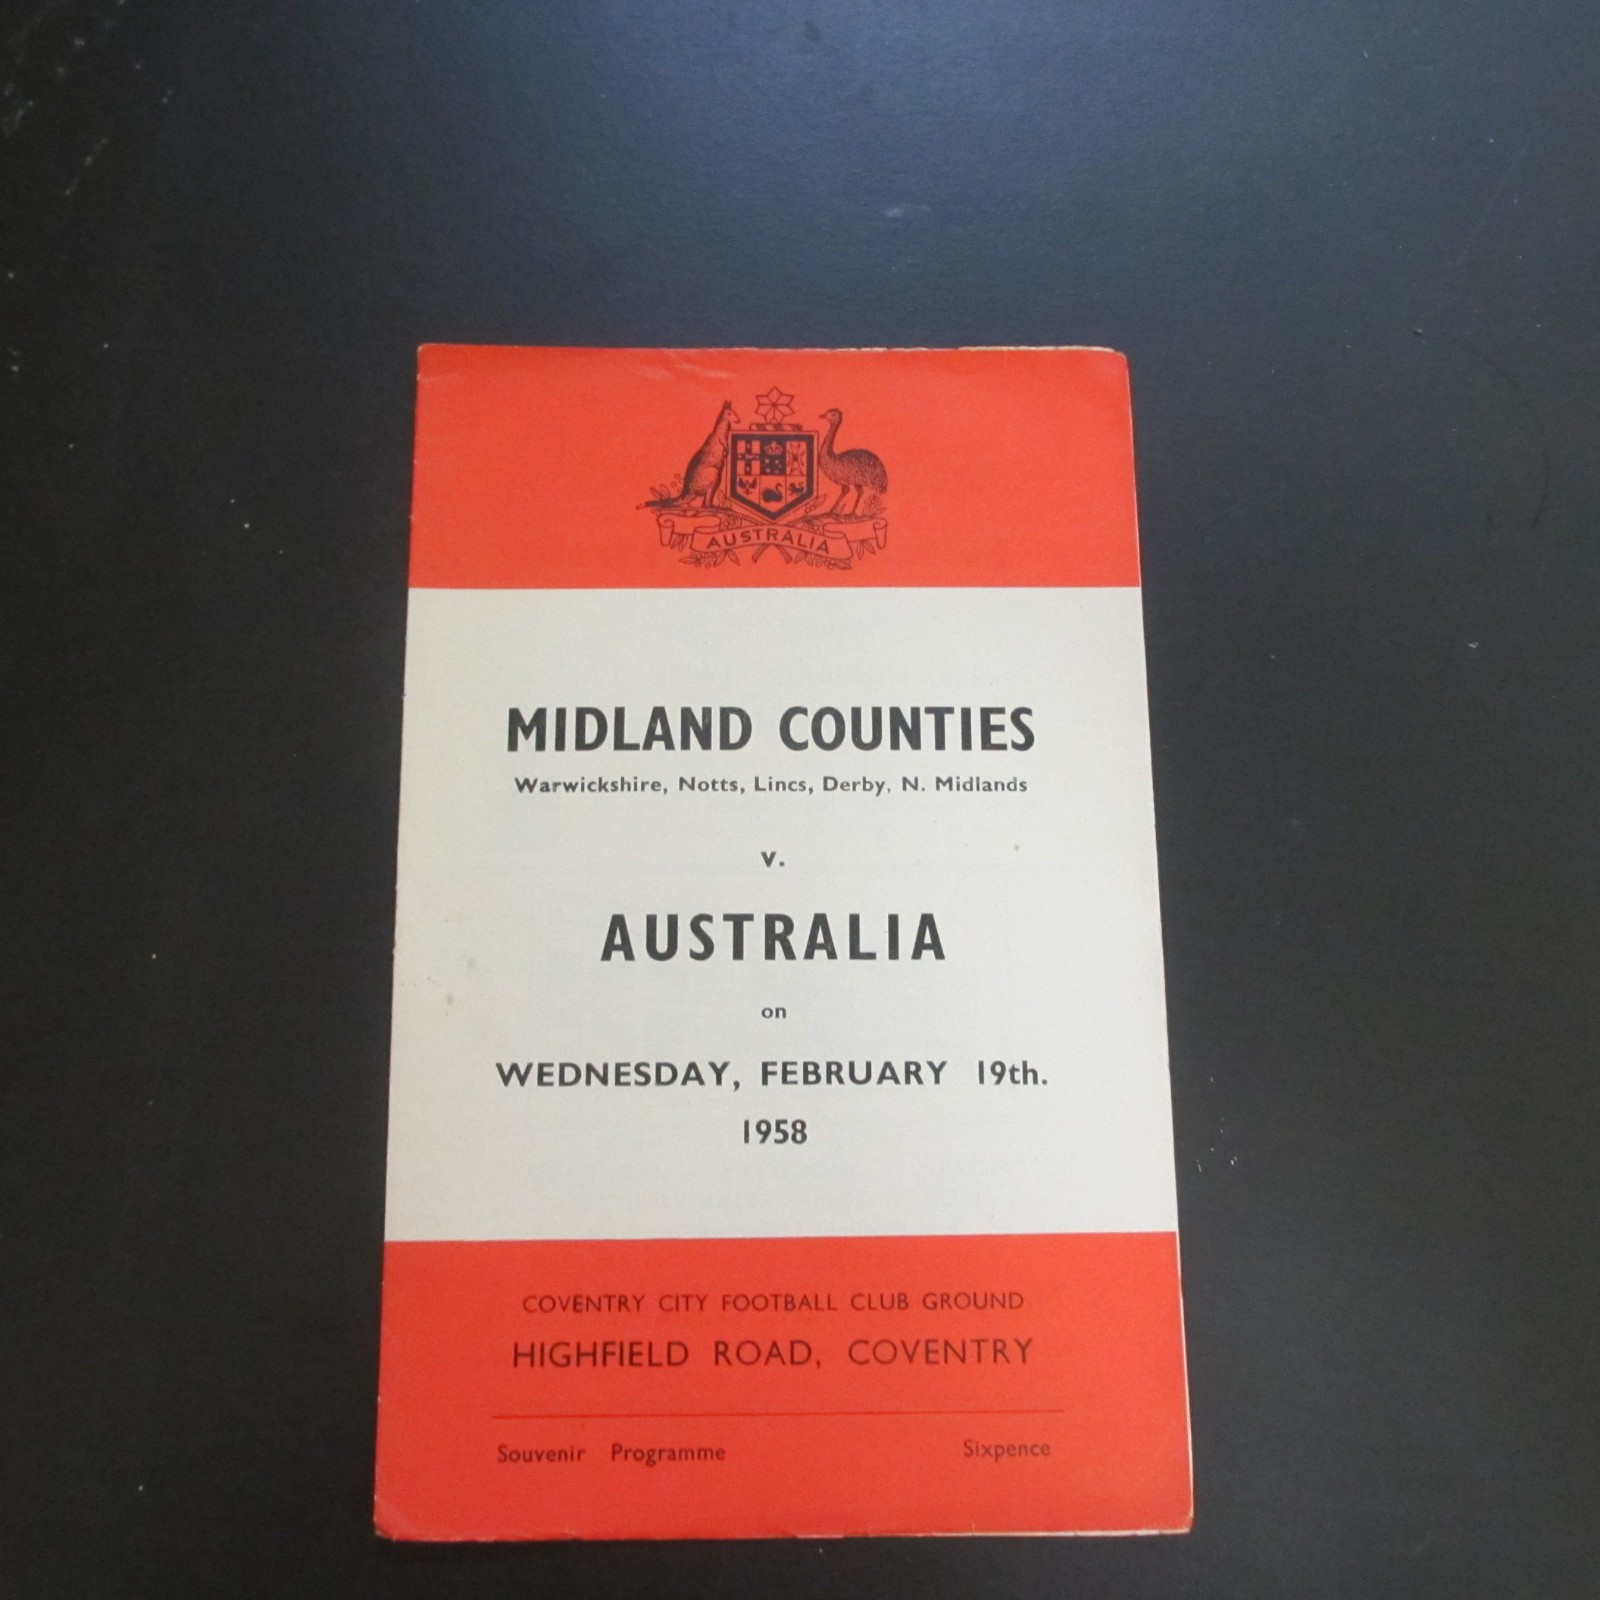 AUSTRALIA
MIDLAND COUNTIES
Warwickshire, Notts, Lincs, Derby, N. Midlands
v.
AUSTRALIA
on
WEDNESDAY, FEBRUARY 19th.
1958
COVENTRY CITY FOOTBALL CLUB GROUND
HIGHFIELD ROAD, COVENTRY
Souvenir Programme Sixpence